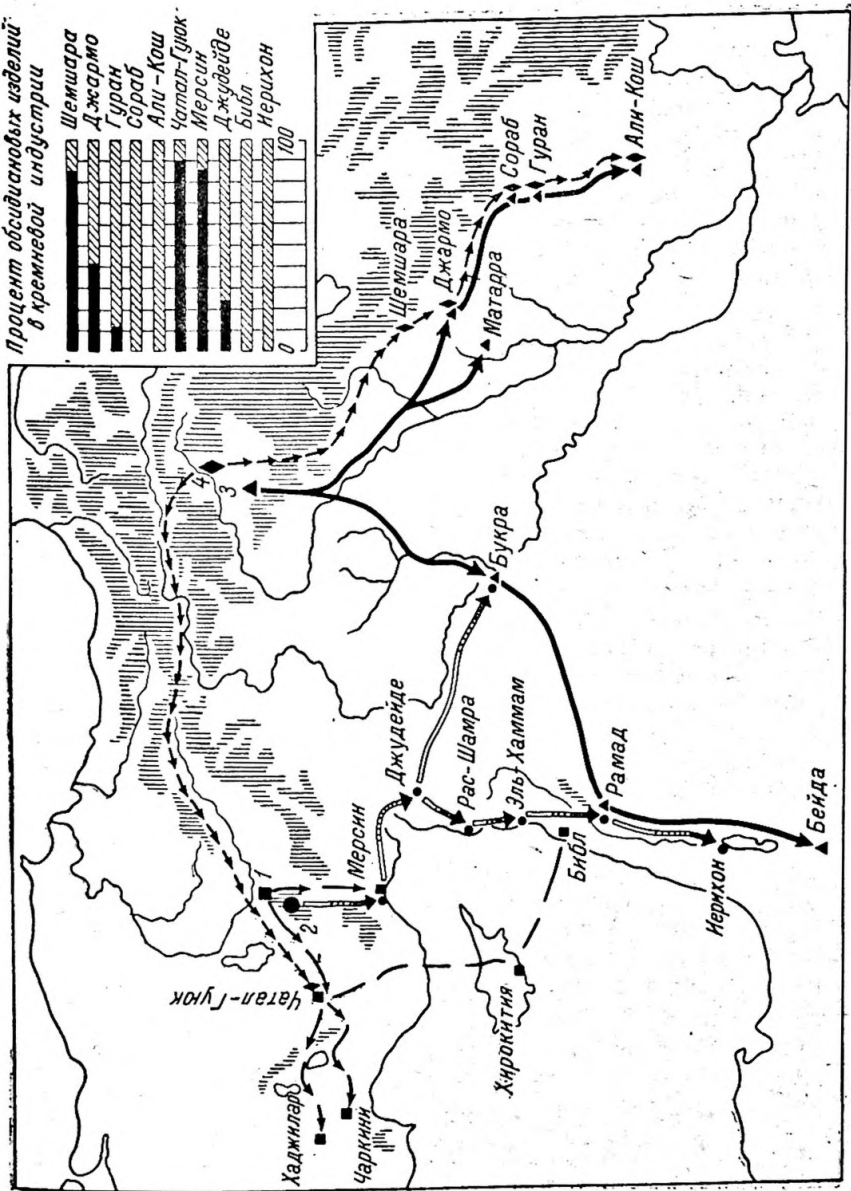 Процент обсидиановых изделий
в кремневой индустрии
Шемшара
Джармо
Гуран
Сораб
Али-Кош
Чатал-Гуюк
Мерсин
Джудейде
Библ
Иерихон
0 100
4
3
Шемшара
Джармо
Сораб
Гуран
Али-Кош
Матарра
Букра
Чатал-Гуюк
1
2
Мерсин
Джудейде
Хаджилар
Чаркини
Рас-Шамра
Эль-Хаммам
Хирокития
Библ
Рамад
Иерихон
Бейда